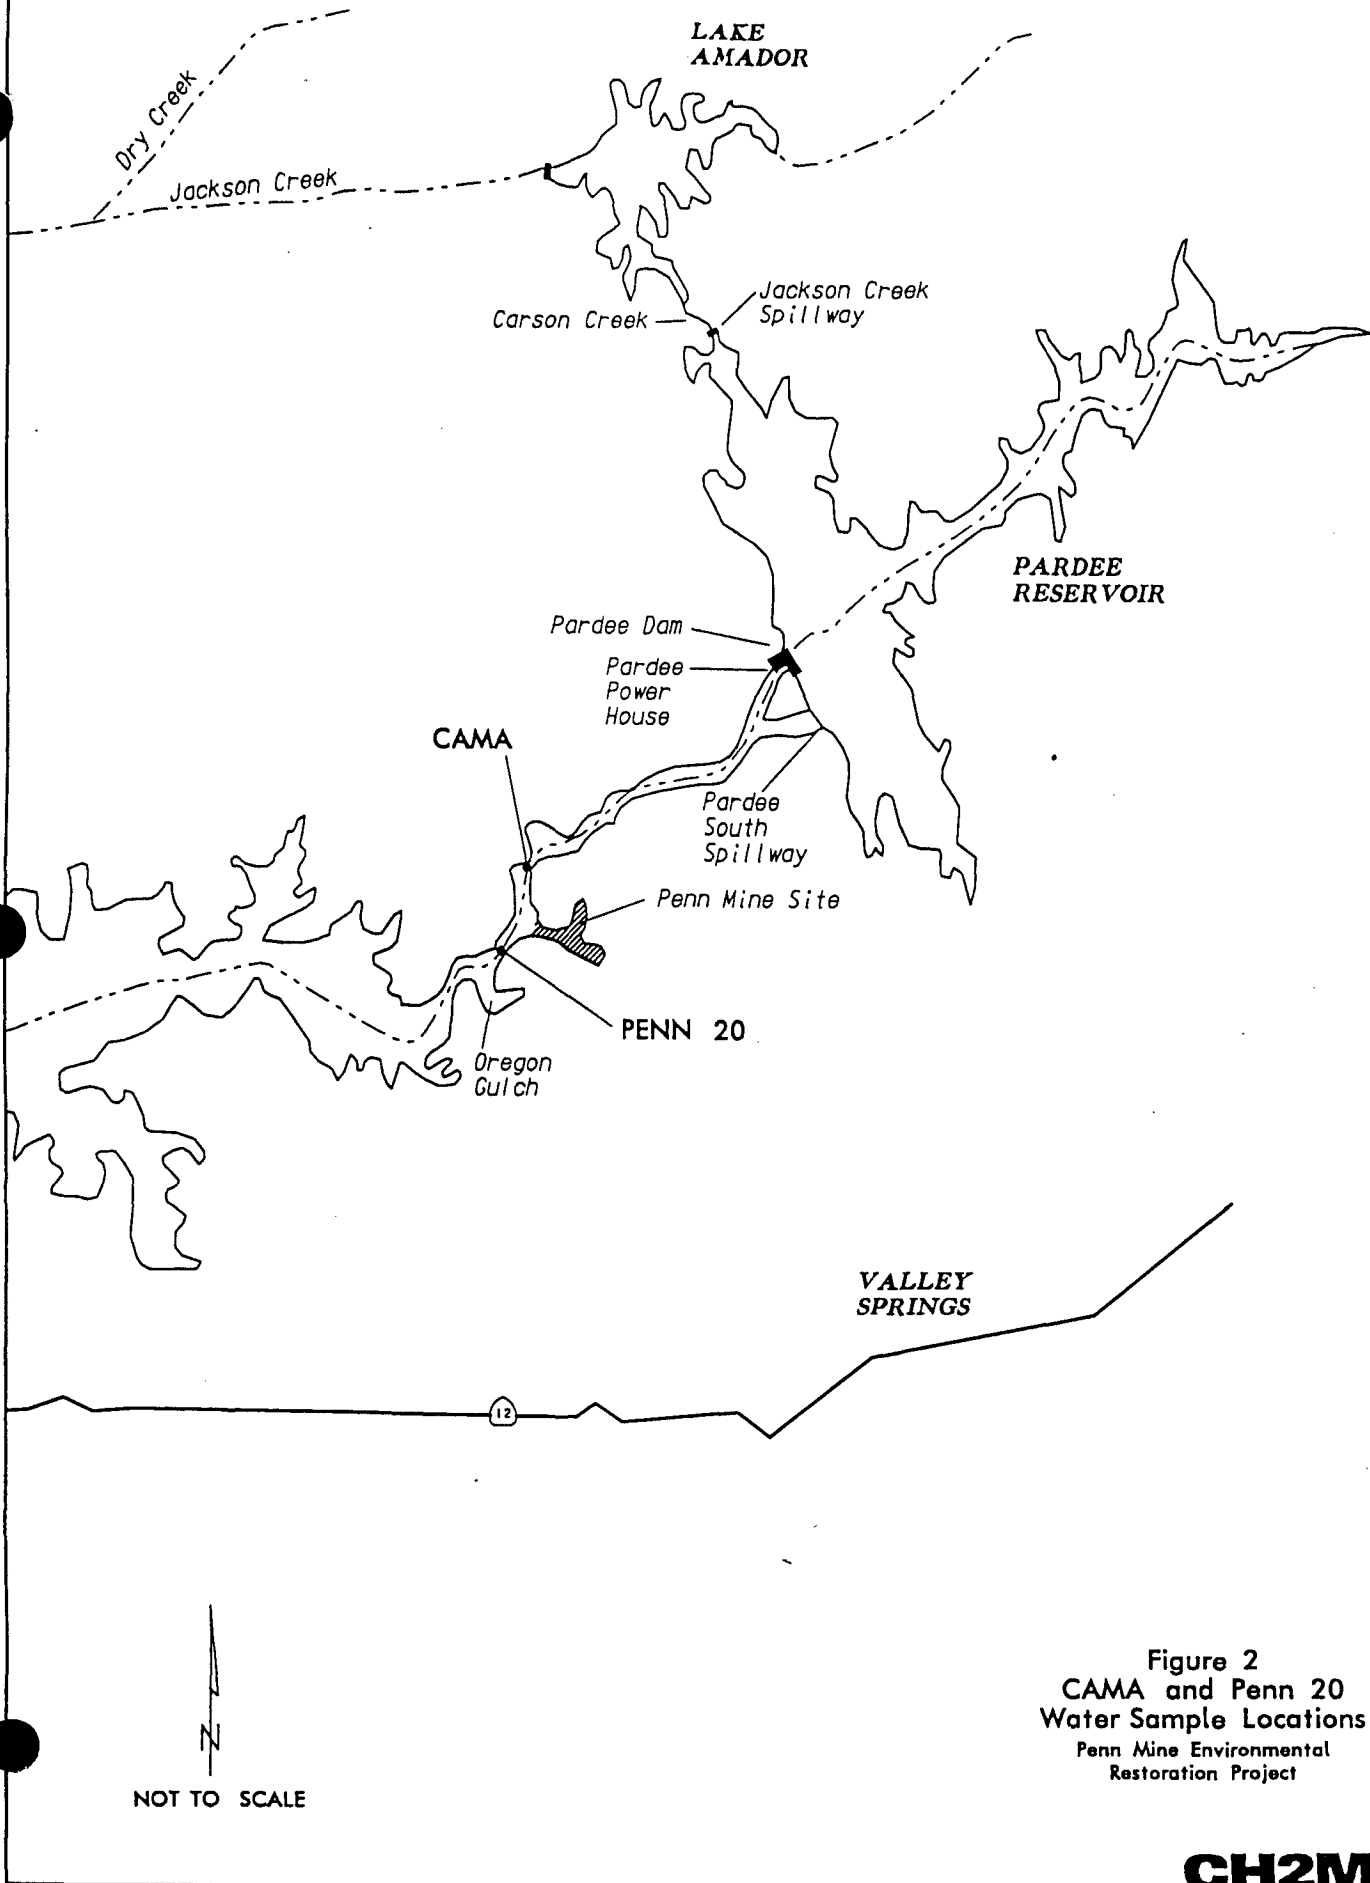 LAKE
AMADOR
Dry Creek
Jackson Creek
Jackson Creek
Spillway
Carson Creek
PARDEE
RESERVOIR
Pardee Dam
Pardee
Power
House
CAMA
Pardee
South
Spillway
Penn Mine Site
PENN 20
Oregon
Gulch
VALLEY
SPRINGS
12
N
NOT TO SCALE
Figure 2
CAMA and Penn 20
Water Sample Locations
Penn Mine Environmental
Restoration Project
CH2M